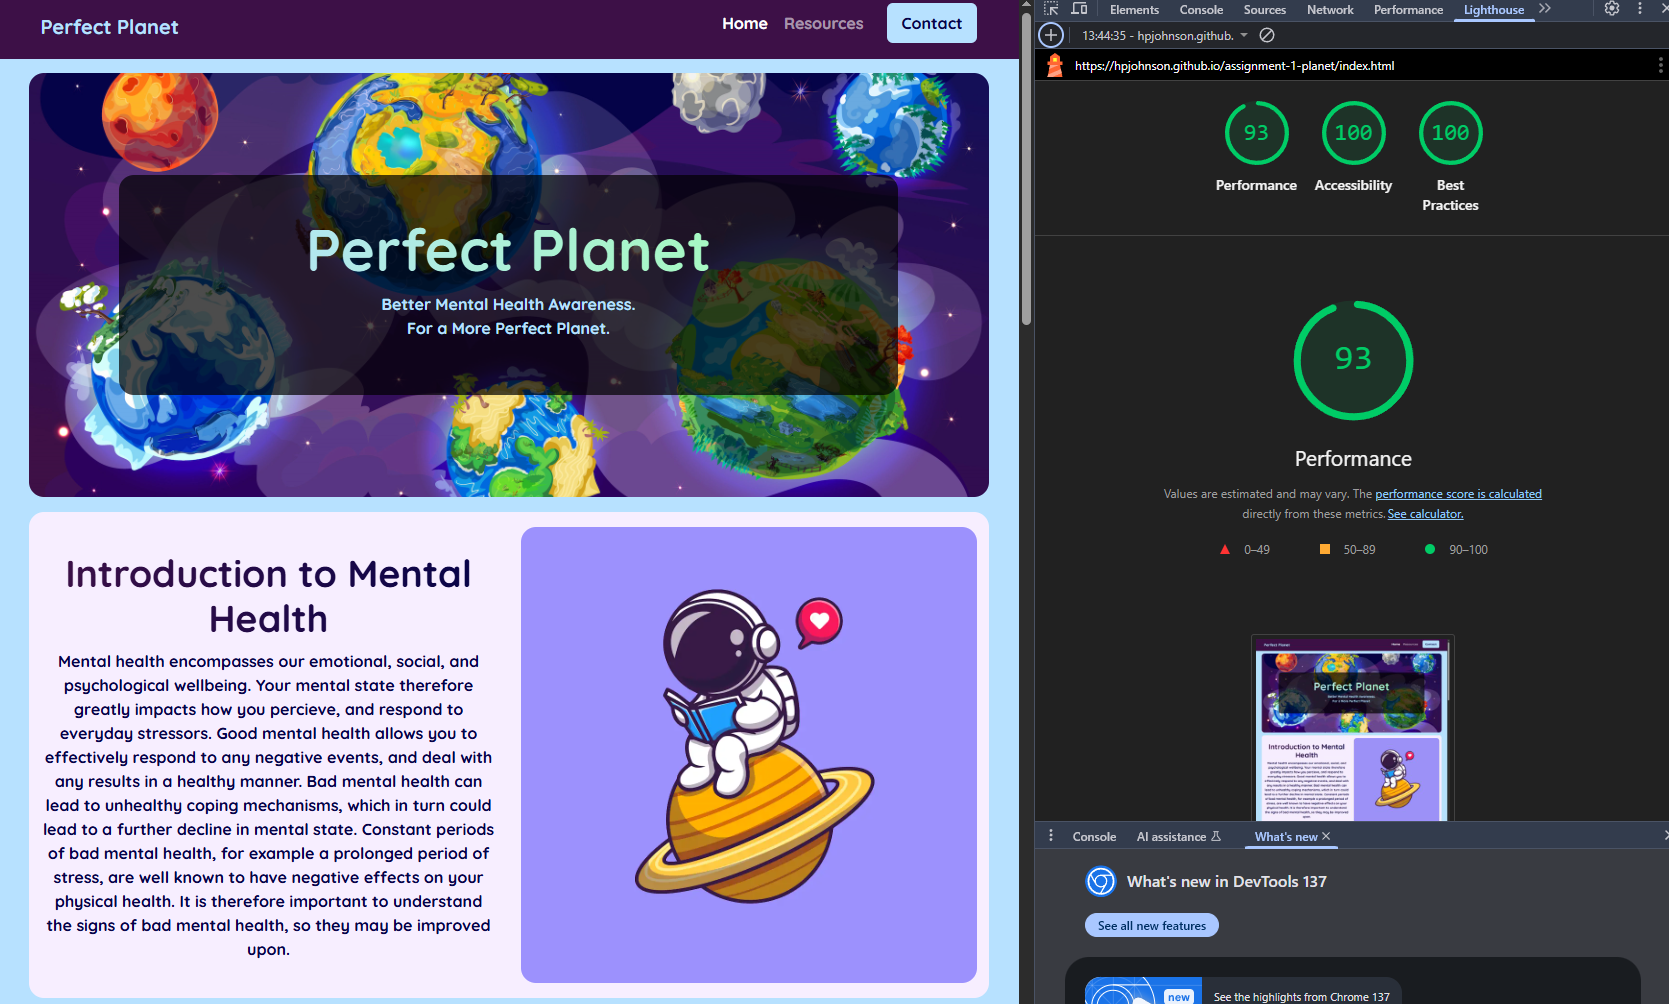 Perfect Planet
Home Resources Contact
Perfect Planet
Better Mental Health Awareness.
For a More Perfect Planet.
Introduction to Mental
Health
Mental health encompasses our emotional, social, and
psychological wellbeing. Your mental state therefore
greatly impacts how you percieve, and respond to
everyday stressors. Good mental health allows you to
effectively respond to any negative events, and deal with
any results in a healthy manner. Bad mental health can
lead to unhealthy coping mechanisms, which in turn could
lead to a further decline in mental state. Constant periods
of bad mental health, for example a prolonged period of
stress, are well known to have negative effects on your
physical health. It is therefore important to understand
the signs of bad mental health, so they may be improved
upon.
Elements Console Sources Network Performance Lighthouse
13:44:35 - hpjohnson.github.
https://hpjohnson.github.io/assignment-1-planet/index.html
93 100 100
Performance Accessibility Best
Practices
93
Performance
Values are estimated and may vary. The performance score is calculated
directly from these metrics. See calculator.
0–49 50–89 90–100
Perfect Planet
Introduction to Mental
Health
Console AI assistance What's new
What's new in DevTools 137
See all new features
new See the highlights from Chrome 137